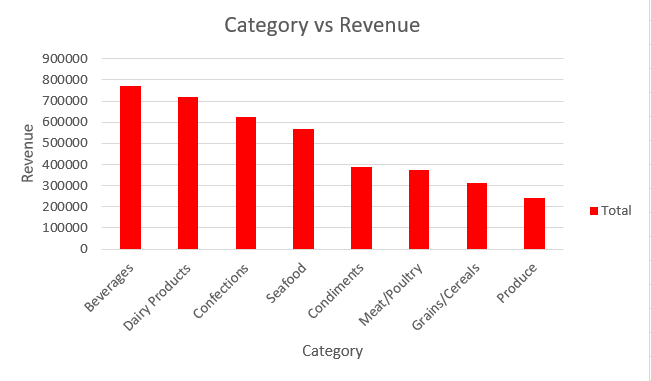 Category vs Revenue
900000
800000
700000
600000
500000
400000
300000
200000
100000
0
Revenue
Beverages
Dairy Products
Confections
Seafood
Condiments
Meat/Poultry
Grains/Cereals
Produce
Category
Total